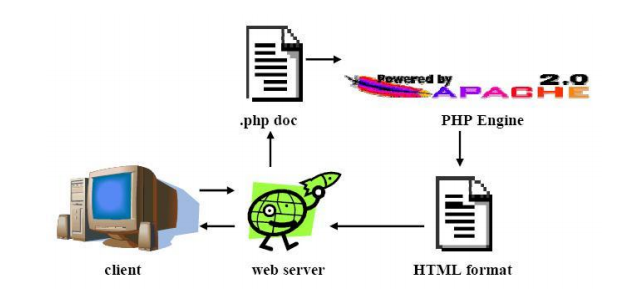 Powered by
2.0
APACHE
.php doc
PHP Engine
client
web server
HTML format